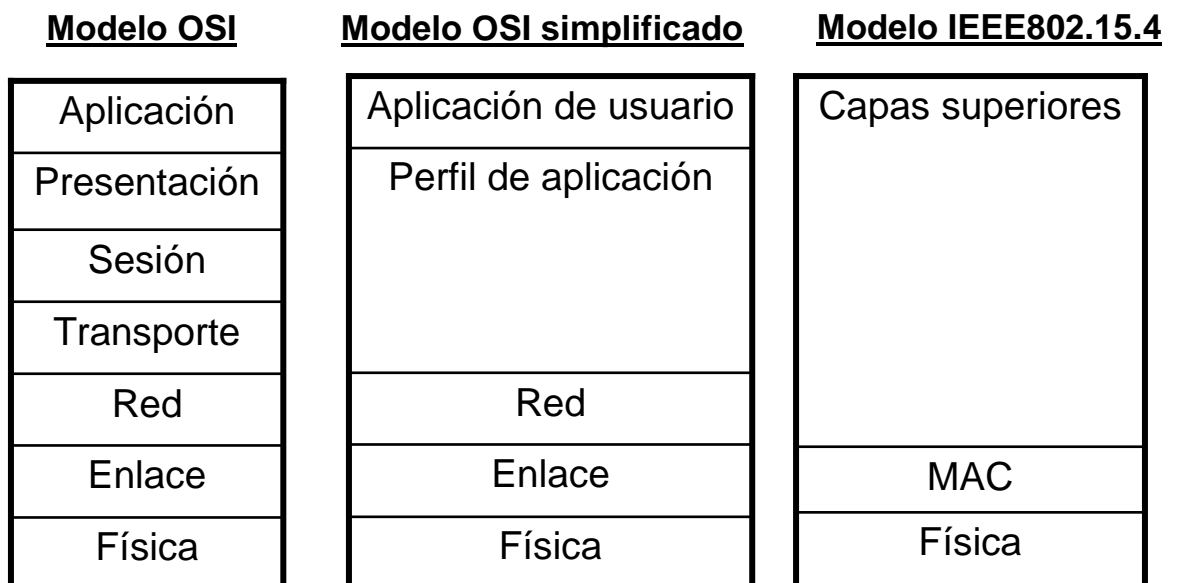 Modelo OSI
Aplicación
Presentación
Sesión
Transporte
Red
Enlace
Física
Modelo OSI simplificado
Aplicación de usuario
Perfil de aplicación
Red
Enlace
Física
Modelo IEEE802.15.4
Capas superiores
MAC
Física